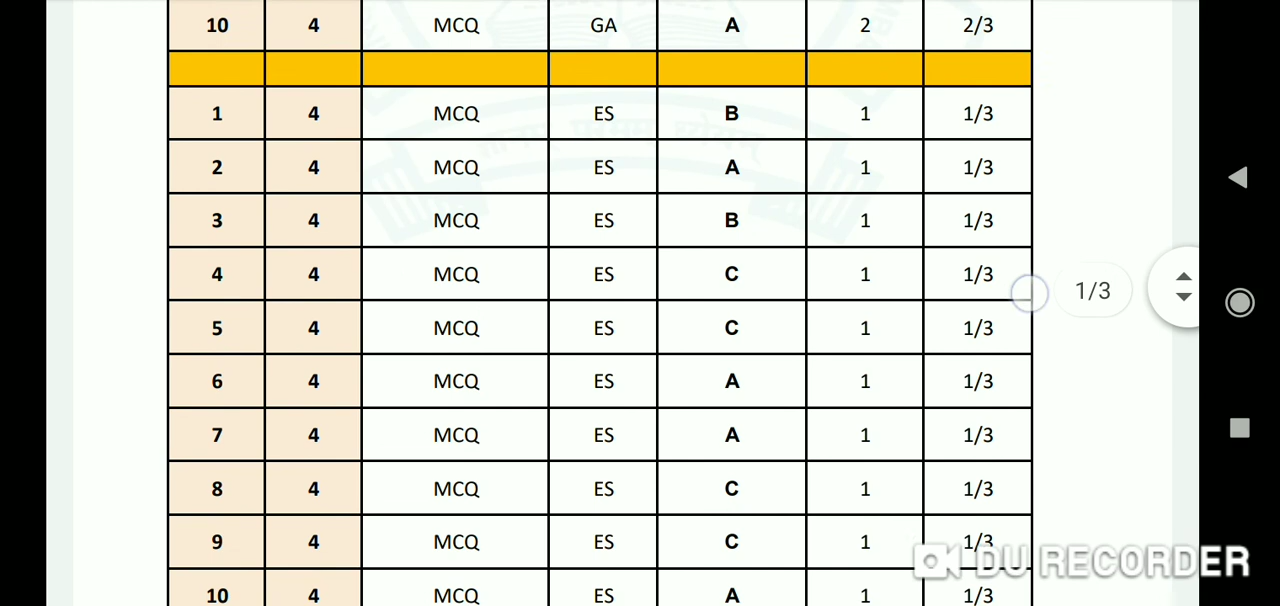 10 4 MCQ GA A 2 2/3
1 4 MCQ ES B 1 1/3
2 4 MCQ ES A 1 1/3
3 4 MCQ ES B 1 1/3
4 4 MCQ ES C 1 1/3
1/3
5 4 MCQ ES C 1 1/3
6 4 MCQ ES A 1 1/3
7 4 MCQ ES A 1 1/3
8 4 MCQ ES C 1 1/3
9 4 MCQ ES C 1 1/3
DU RECORDER
10 4 MCQ ES A 1 1/3